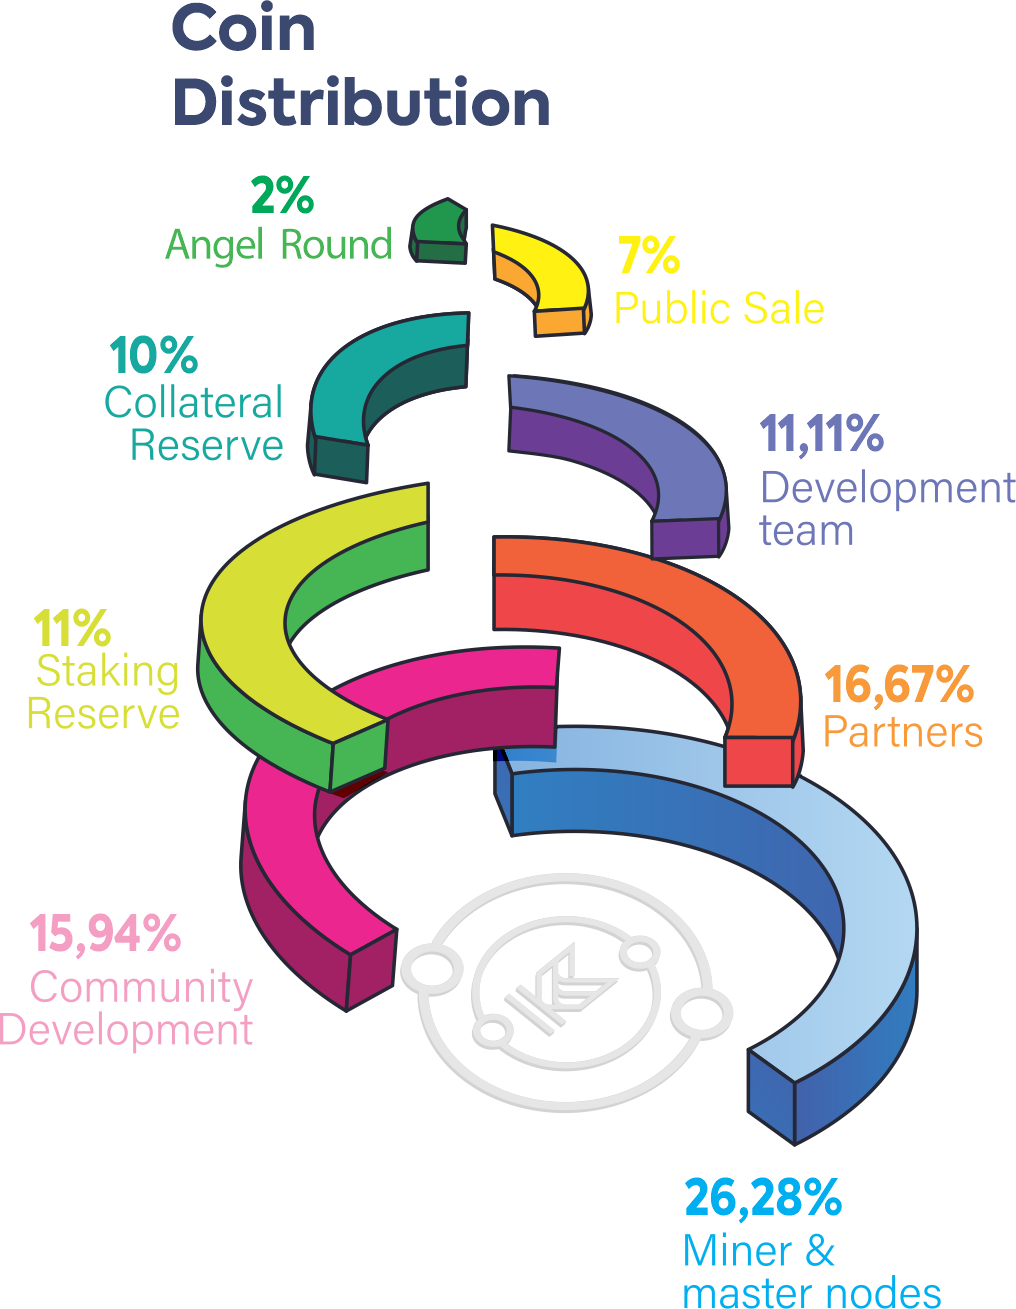 Coin
Distribution
2%
Angel Round
7%
Public Sale
10%
Collateral
Reserve
11,11%
Development
team
11%
Staking
Reserve
16,67%
Partners
15,94%
Community
Development
26,28%
Miner &
master nodes